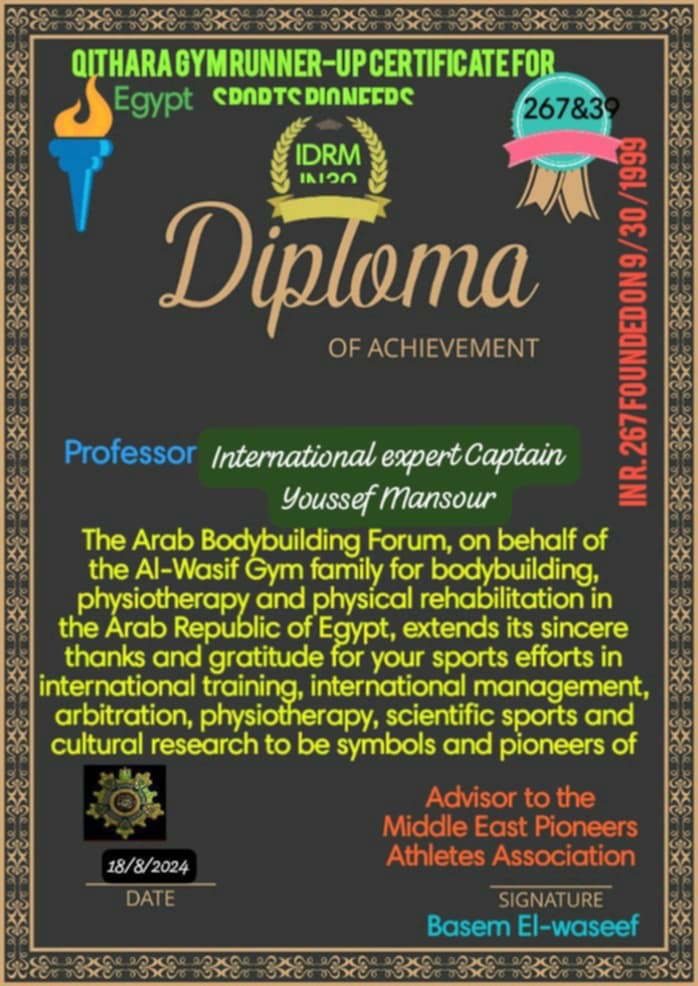 QITHARA GYM RUNNER-UP CERTIFICATE FOR
Egypt SPORTS PIONEERS
267&39
IDRM
IN R. 267 FOUNDED ON 9/30/1999
Diploma
OF ACHIEVEMENT
Professor International expert Captain
Youssef Mansour
The Arab Bodybuilding Forum, on behalf of
the Al-Wasif Gym family for bodybuilding,
physiotherapy and physical rehabilitation in
the Arab Republic of Egypt, extends its sincere
thanks and gratitude for your sports efforts in
international training, international management,
arbitration, physiotherapy, scientific sports and
cultural research to be symbols and pioneers of
Advisor to the
Middle East Pioneers
Athletes Association
18/8/2024
DATE
SIGNATURE
Basem El-waseef